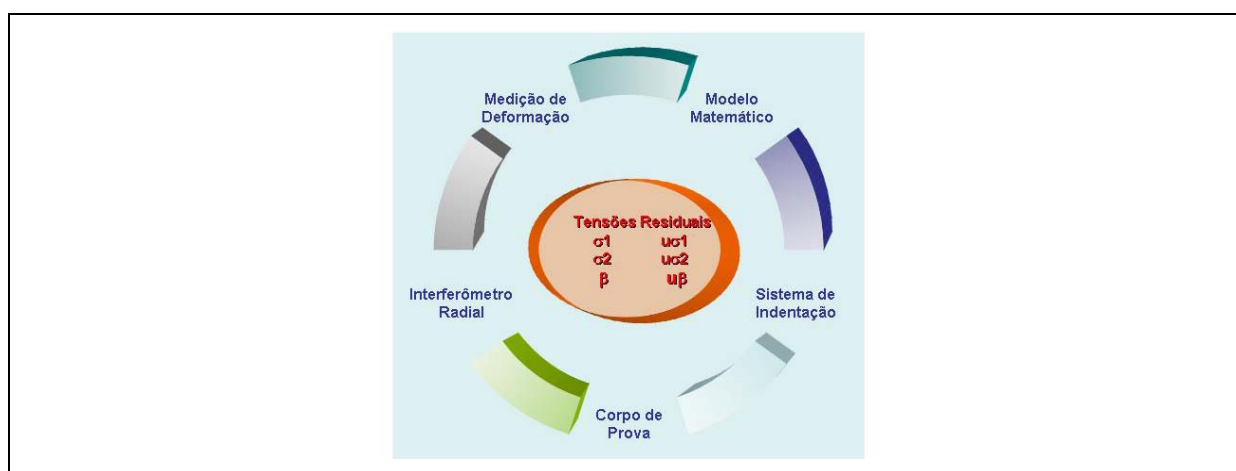 Medição de
Deformação
Modelo
Matemático
Tensões Residuais
σ1 uσ1
σ2 uσ2
β uβ
Interferômetro
Radial
Sistema de
Indentação
Corpo de
Prova